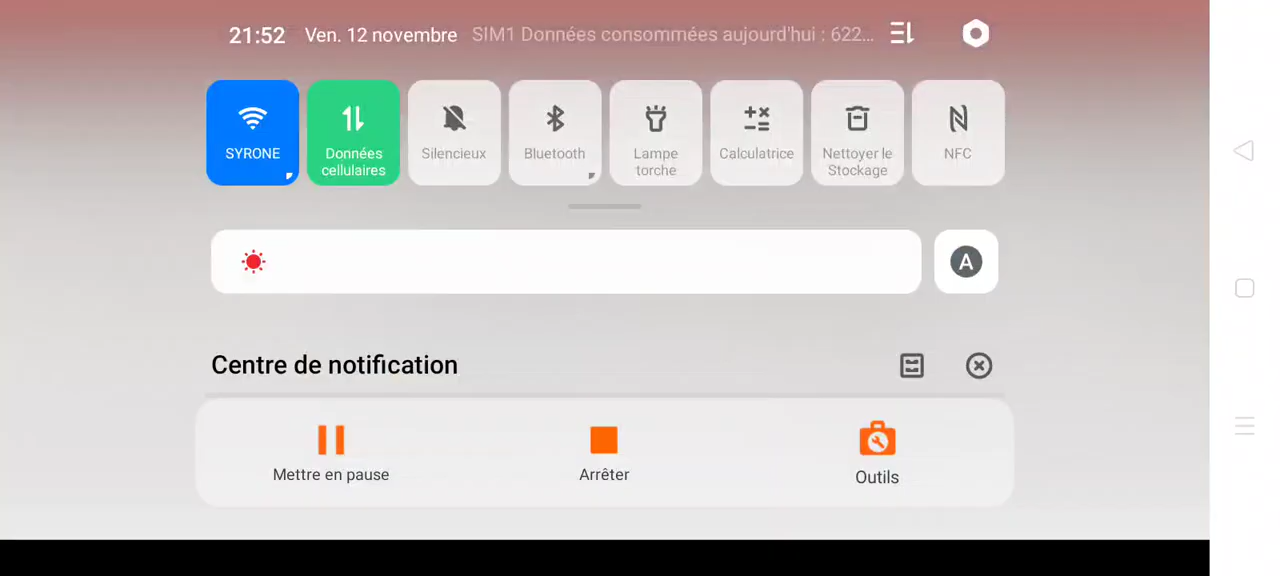 21:52 Ven. 12 novembre SIM1 Données consommées aujourd'hui : 622...
SYRONE
Données
cellulaires
Silencieux
Bluetooth
Lampe
torche
Calculatrice
Nettoyer le
Stockage
NFC
A
Centre de notification
Mettre en pause
Arrêter
Outils